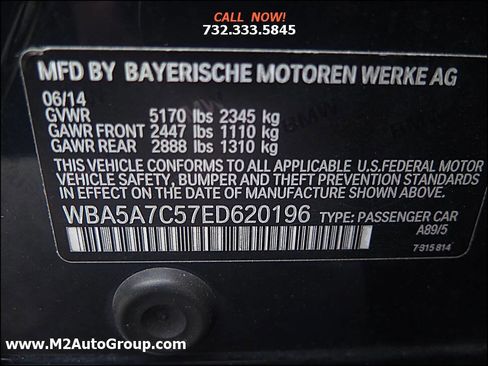 CALL NOW!
732.333.5845
MFD BY BAYERISCHE MOTOREN WERKE AG
06/14
GVWR 5170 lbs 2345 kg
GAWR FRONT 2447 lbs 1110 kg
GAWR REAR 2888 lbs 1310 kg
THIS VEHICLE CONFORMS TO ALL APPLICABLE U.S.FEDERAL MOTOR
VEHICLE SAFETY, BUMPER AND THEFT PREVENTION STANDARDS
IN EFFECT ON THE DATE OF MANUFACTURE SHOWN ABOVE.
WBA5A7C57ED620196 TYPE: PASSENGER CAR
A89/5
7 915 814
www.M2AutoGroup.com